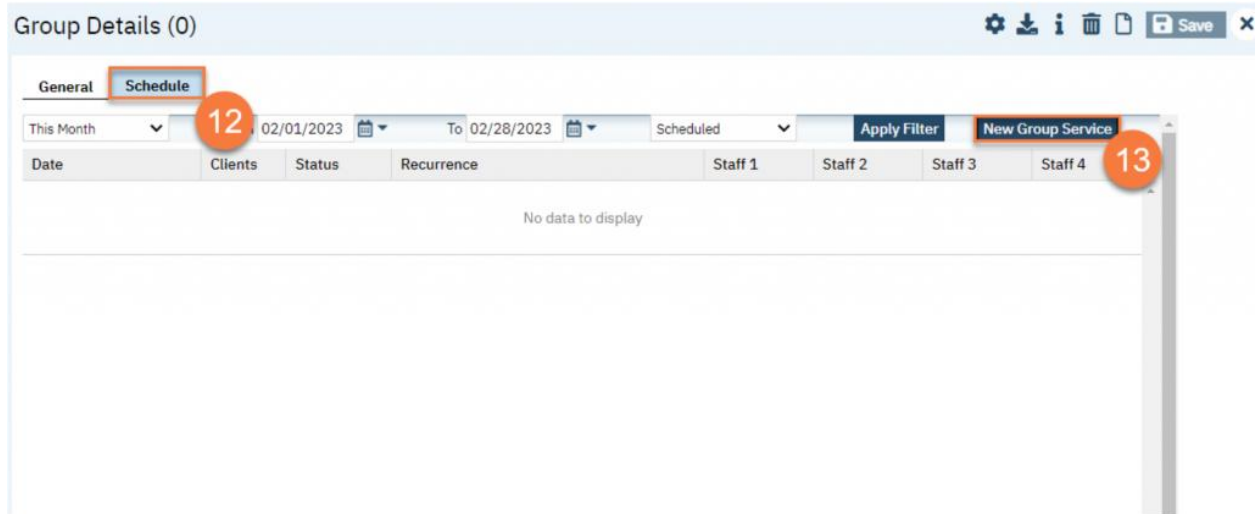 Group Details (0)
Save
General Schedule
This Month 12 02/01/2023 To 02/28/2023 Scheduled Apply Filter New Group Service
13
Date Clients Status Recurrence Staff 1 Staff 2 Staff 3 Staff 4
No data to display